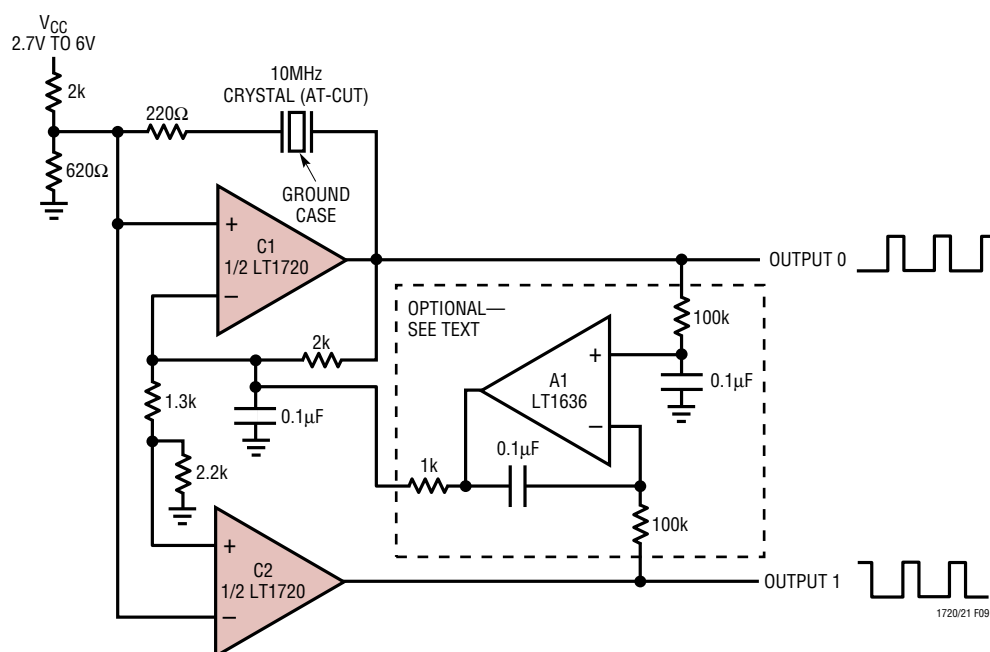 VCC
2.7V TO 6V
2k
620Ω
220Ω
10MHz
CRYSTAL (AT-CUT)
GROUND
CASE
+
C1
1/2 LT1720
–
2k
1.3k
0.1µF
2.2k
+
C2
1/2 LT1720
–
OPTIONAL—
SEE TEXT
+
A1
LT1636
–
100k
0.1µF
0.1µF
1k
100k
OUTPUT 0
OUTPUT 1
1720/21 F09